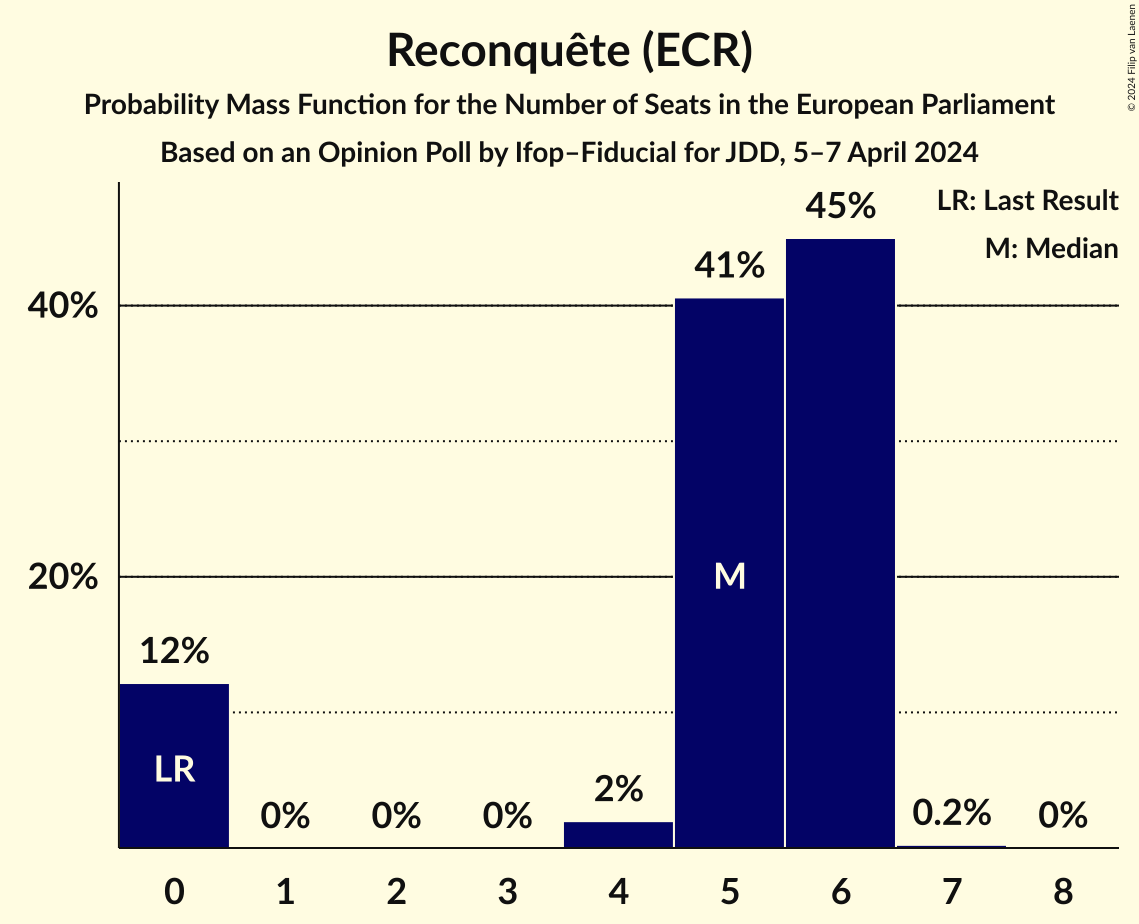 Reconquête (ECR)
Probability Mass Function for the Number of Seats in the European Parliament
Based on an Opinion Poll by Ifop–Fiducial for JDD, 5–7 April 2024
© 2024 Filip van Laenen
LR: Last Result
M: Median
45%
41%
40%
20%
M
12%
LR
0%
0%
0%
2%
0.2%
0%
0
1
2
3
4
5
6
7
8